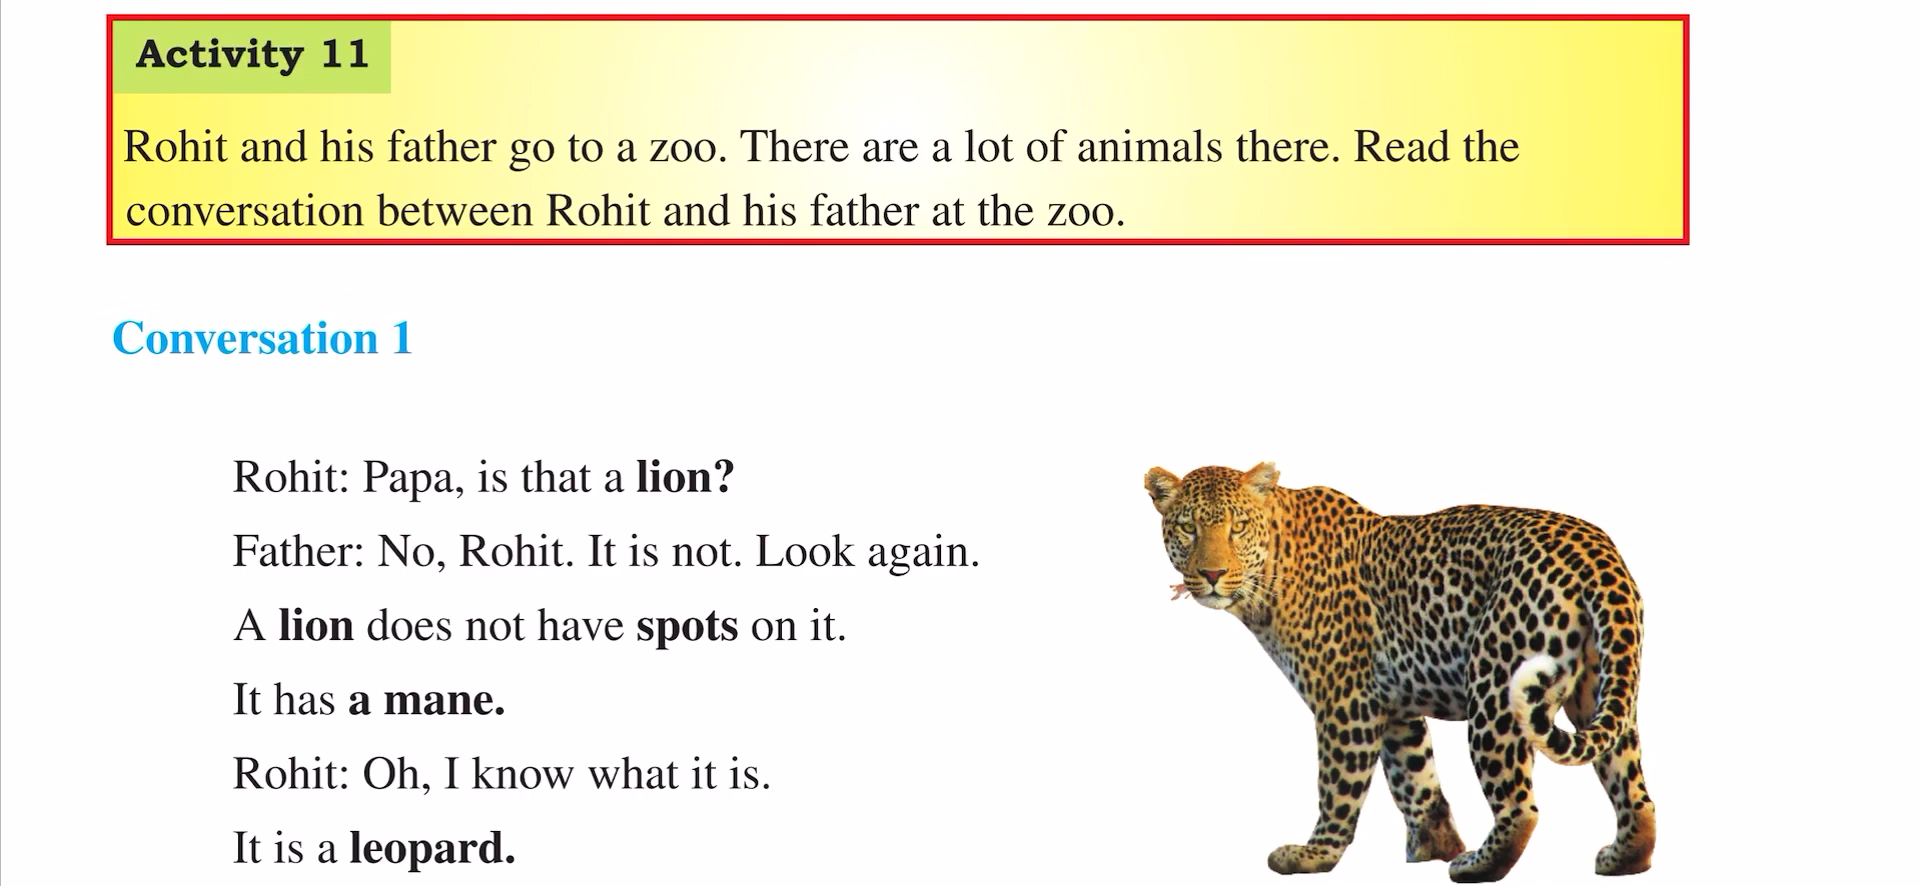 Activity 11
Rohit and his father go to a zoo. There are a lot of animals there. Read the
conversation between Rohit and his father at the zoo.
Conversation 1
Rohit: Papa, is that a lion?
Father: No, Rohit. It is not. Look again.
A lion does not have spots on it.
It has a mane.
Rohit: Oh, I know what it is.
It is a leopard.